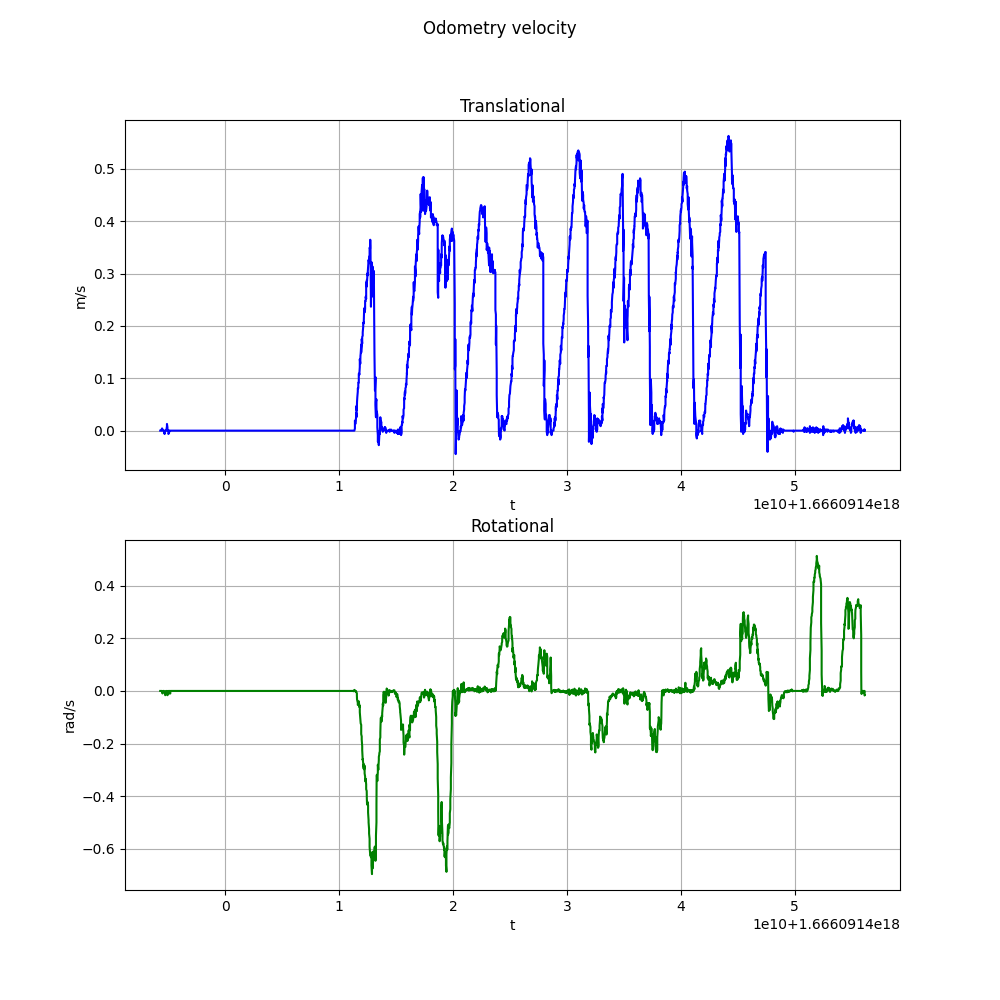 Odometry velocity
Translational
0.5
0.4
0.3
0.2
0.1
0.0
m/s
0 1 2 3 4 5
t
1e10+1.6660914e18
Rotational
0.4
0.2
0.0
−0.2
−0.4
−0.6
rad/s
0 1 2 3 4 5
t
1e10+1.6660914e18